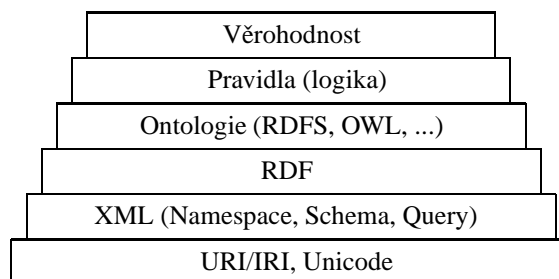 Věrohodnost
Pravidla (logika)
Ontologie (RDFS, OWL, ...)
RDF
XML (Namespace, Schema, Query)
URI/IRI, Unicode